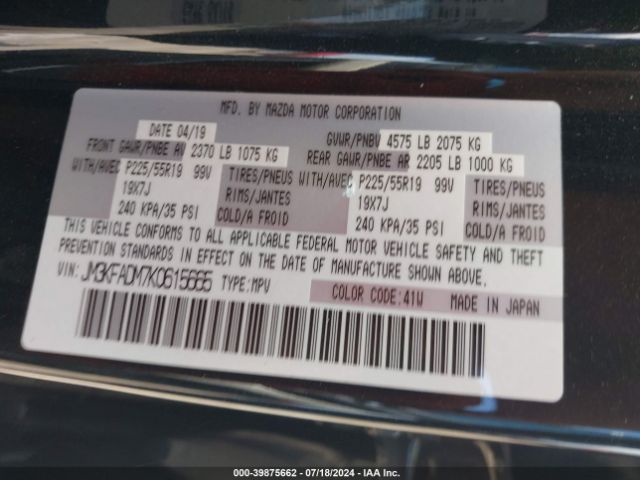 MFD. BY MAZDA MOTOR CORPORATION
DATE 04/19
GVWR/PNBV 4575 LB 2075 KG
FRONT GAWR/PNBE AV 2370 LB 1075 KG
REAR GAWR/PNBE AR 2205 LB 1000 KG
WITH/AVEC P225/55R19 99V TIRES/PNEUS
19X7J RIMS/JANTES
240 KPA/35 PSI COLD/A FROID
WITH/AVEC P225/55R19 99V TIRES/PNEUS
19X7J RIMS/JANTES
240 KPA/35 PSI COLD/A FROID
THIS VEHICLE CONFORMS TO ALL APPLICABLE FEDERAL MOTOR VEHICLE SAFETY AND THEFT
PREVENTION STANDARDS IN EFFECT ON THE DATE OF MANUFACTURE SHOWN ABOVE.
VIN: JM3KFADM7K0615665 TYPE: MPV
COLOR CODE: 41W MADE IN JAPAN
000-39875662 - 07/18/2024 - IAAI.COM